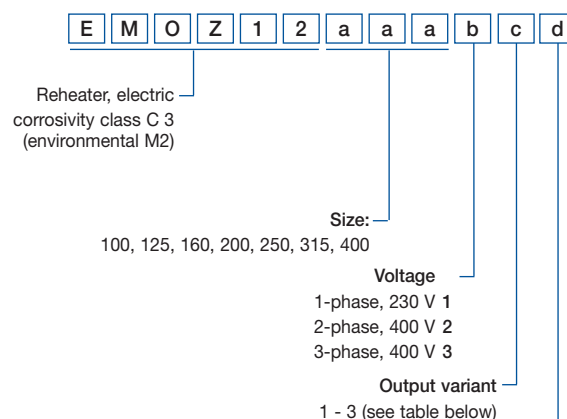 E M O Z 1 2 a a a b c d
Reheater, electric
corrosivity class C 3
(environmental M2)
Size:
100, 125, 160, 200, 250, 315, 400
Voltage
1-phase, 230 V 1
2-phase, 400 V 2
3-phase, 400 V 3
Output variant
1 - 3 (see table below)